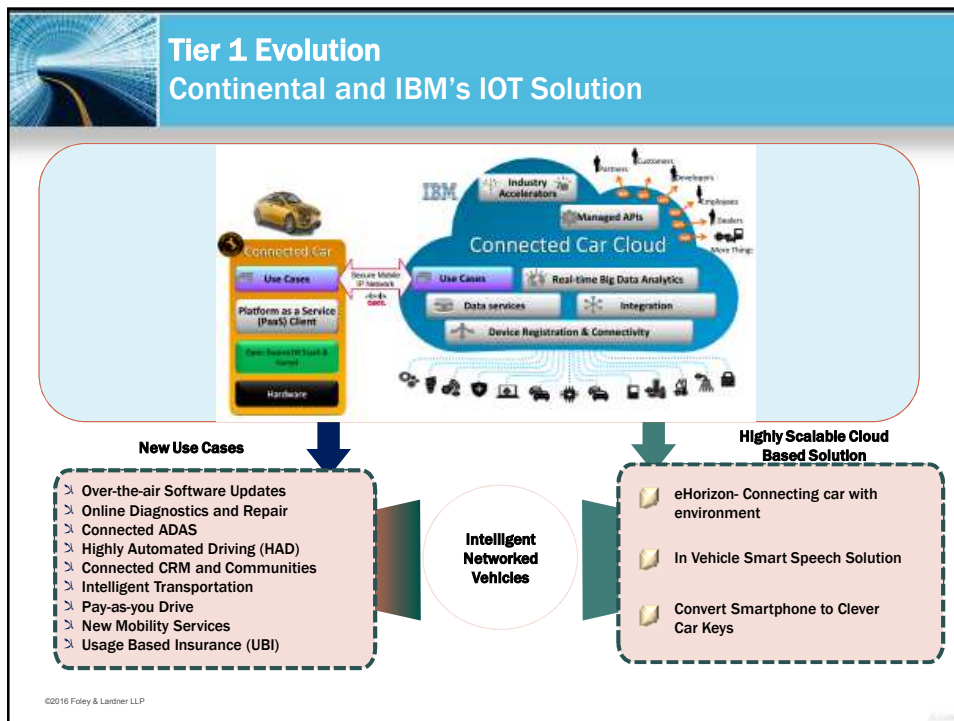 Tier 1 Evolution
Continental and IBM's IOT Solution
Connected Car
Use Cases
Platform as a Service
(PaaS) Client
Hardware
Secure Mobile
IP Network
cisco
IBM
Industry
Accelerators
Managed APIs
Partners
Customers
Developers
Employees
Dealers
More Things
Connected Car Cloud
Use Cases
Real-time Big Data Analytics
Data services
Integration
Device Registration & Connectivity
New Use Cases
Over-the-air Software Updates
Online Diagnostics and Repair
Connected ADAS
Highly Automated Driving (HAD)
Connected CRM and Communities
Intelligent Transportation
Pay-as-you Drive
New Mobility Services
Usage Based Insurance (UBI)
Intelligent
Networked
Vehicles
Highly Scalable Cloud
Based Solution
eHorizon- Connecting car with
environment
In Vehicle Smart Speech Solution
Convert Smartphone to Clever
Car Keys
©2016 Foley & Lardner LLP